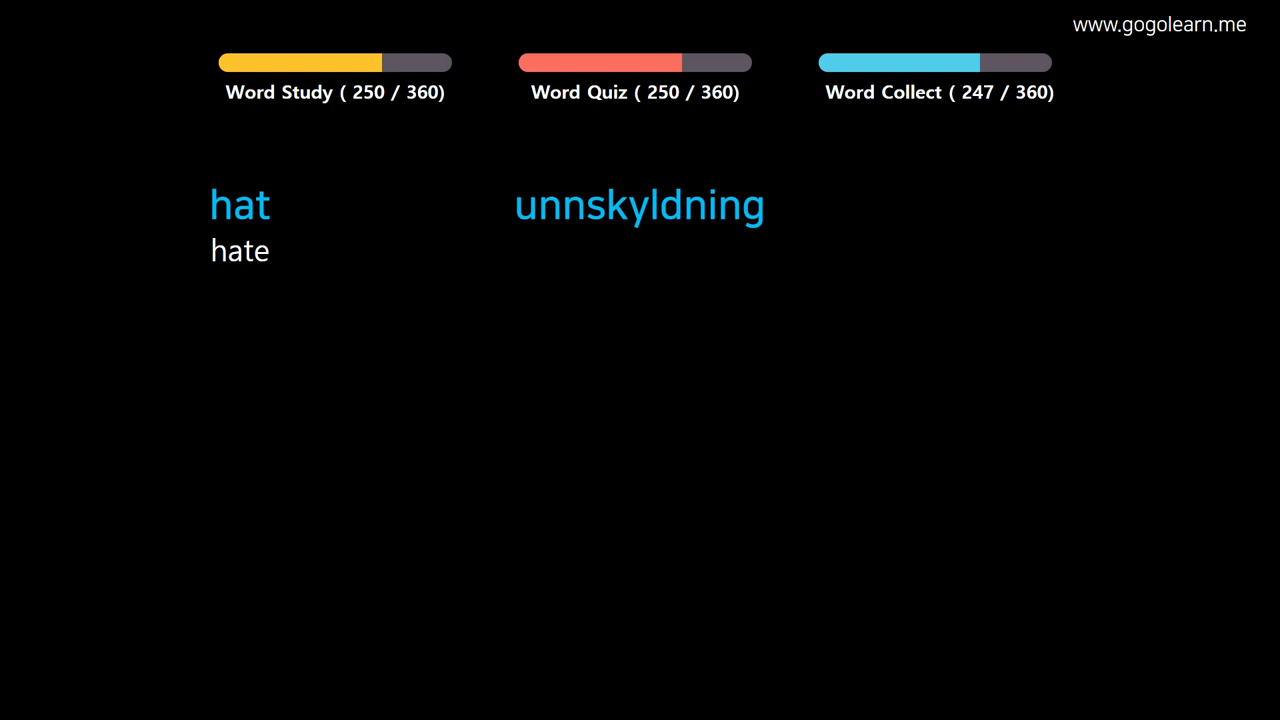 www.gogolearn.me
Word Study ( 250 / 360)
Word Quiz ( 250 / 360)
Word Collect ( 247 / 360)
hat
hate
unnskyldning